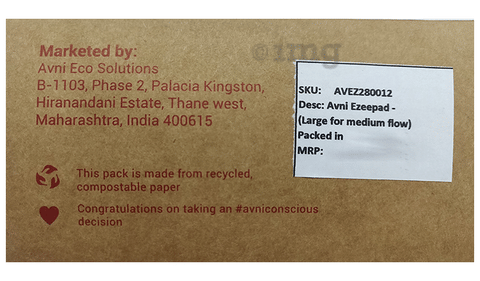 Marketed by:
Avni Eco Solutions
B-1103, Phase 2, Palacia Kingston,
Hiranandani Estate, Thane west,
Maharashtra, India 400615
This pack is made from recycled,
compostable paper
Congratulations on taking an #avniconscious
decision
SKU: AVEZ280012
Desc: Avni Ezeepad -
(Large for medium flow)
Packed in
MRP:
1mg